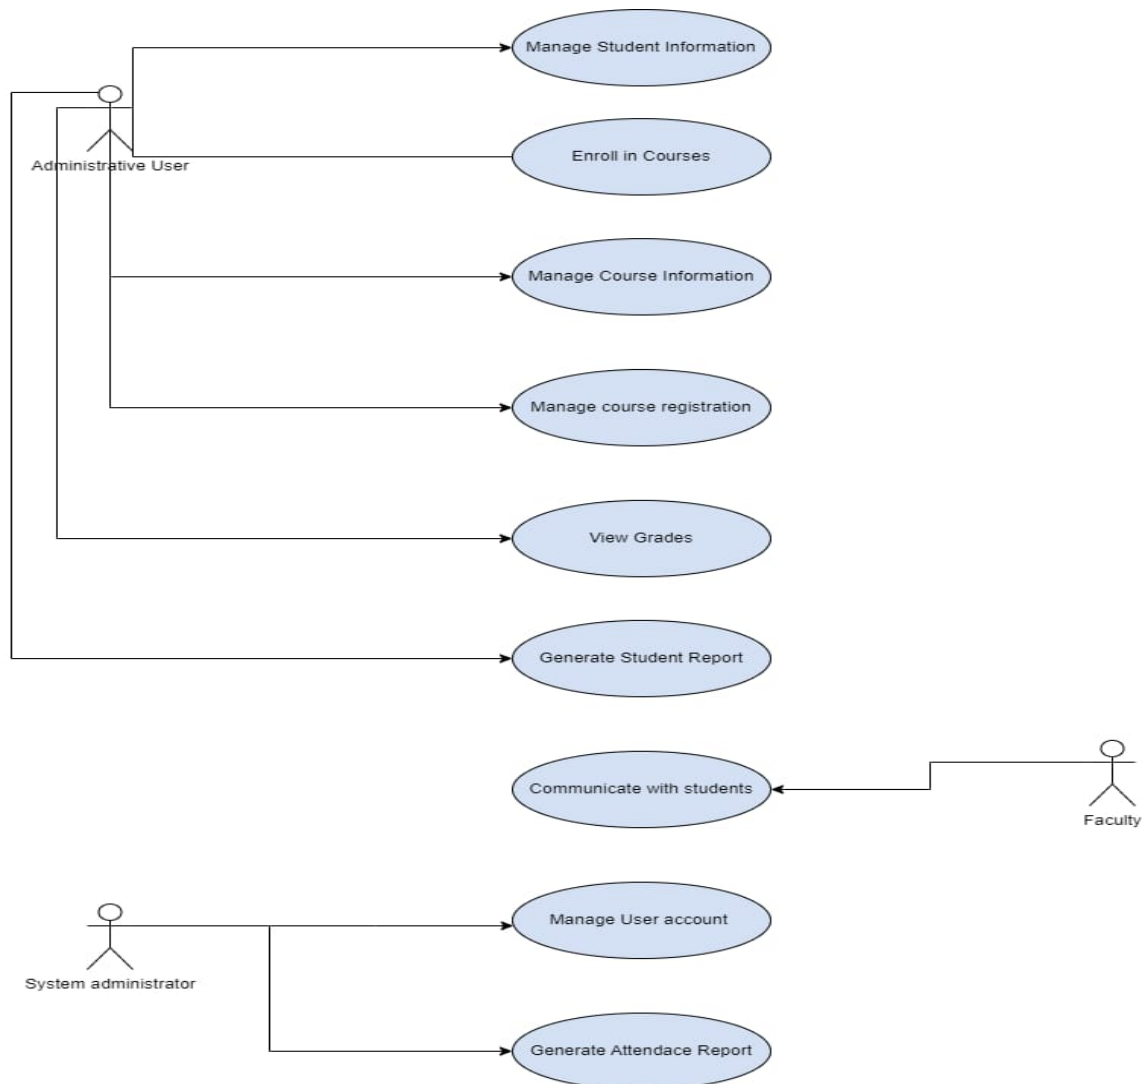 Manage Student Information
Administrative User
Enroll in Courses
Manage Course Information
Manage course registration
View Grades
Generate Student Report
Communicate with students
Faculty
Manage User account
System administrator
Generate Attendace Report